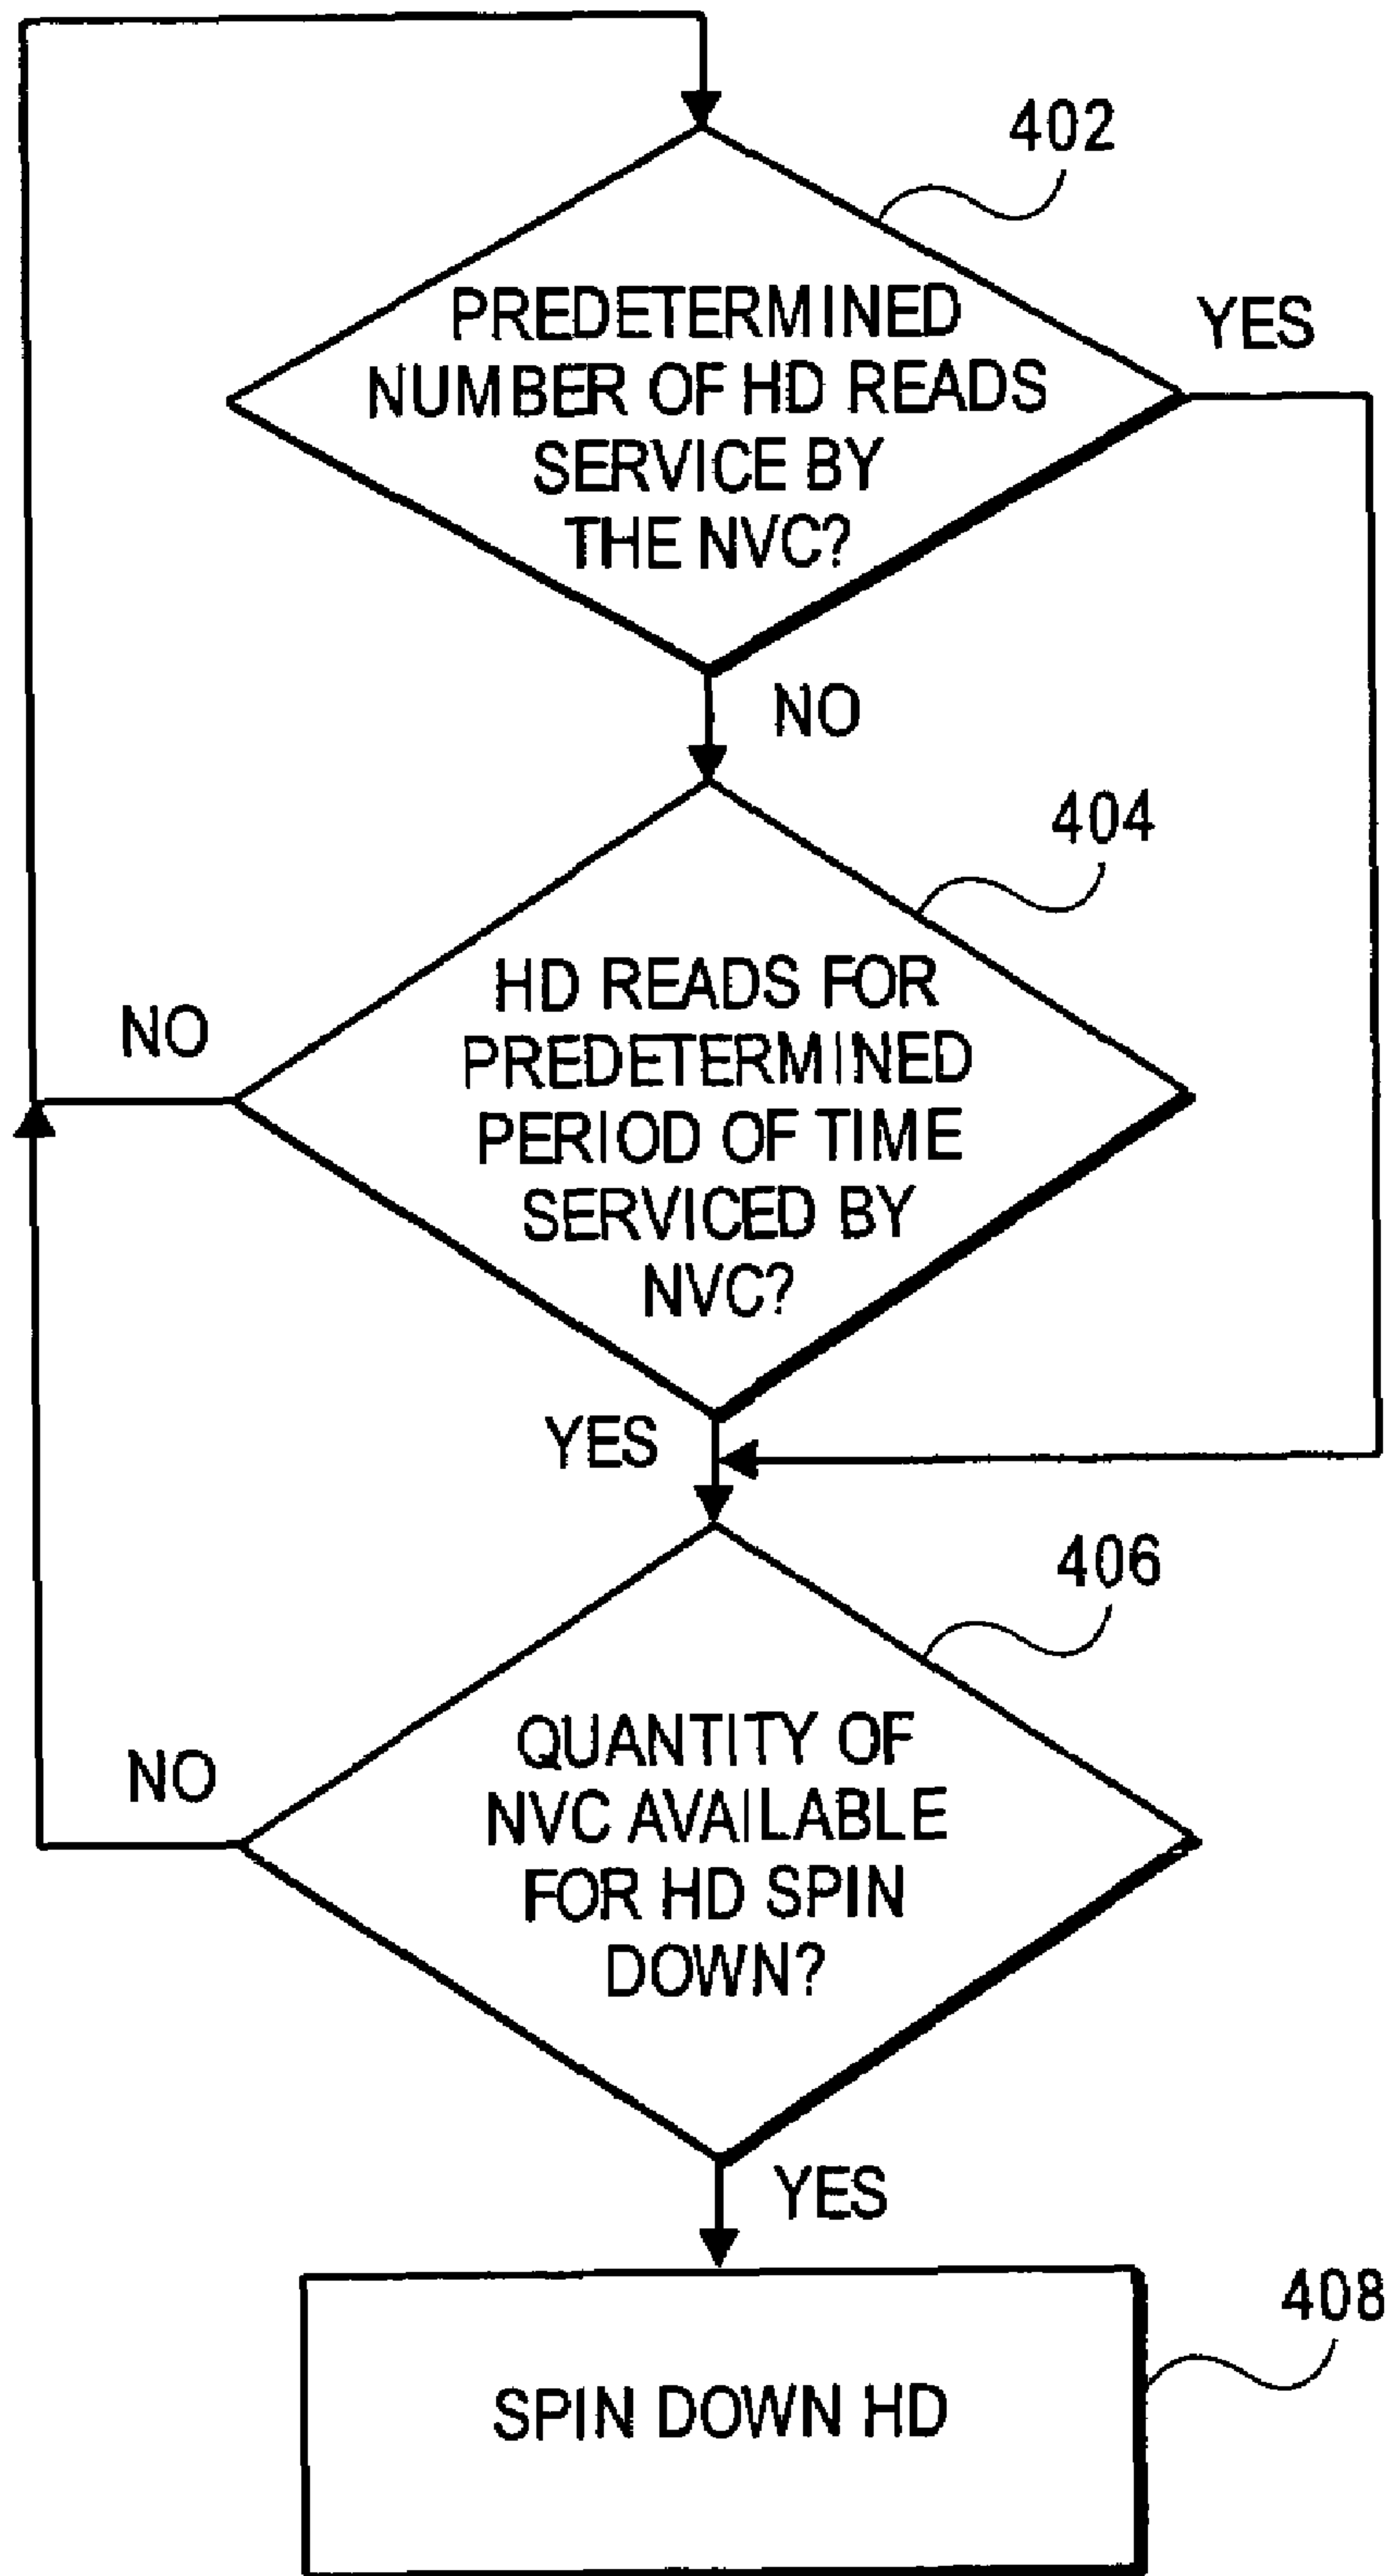 402
PREDETERMINED
NUMBER OF HD READS
SERVICE BY
THE NVC?
YES
NO
404
HD READS FOR
PREDETERMINED
PERIOD OF TIME
SERVICED BY
NVC?
NO
YES
406
QUANTITY OF
NVC AVAILABLE
FOR HD SPIN
DOWN?
NO
YES
408
SPIN DOWN HD